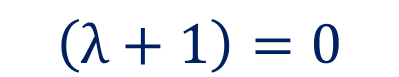 (λ + 1) = 0